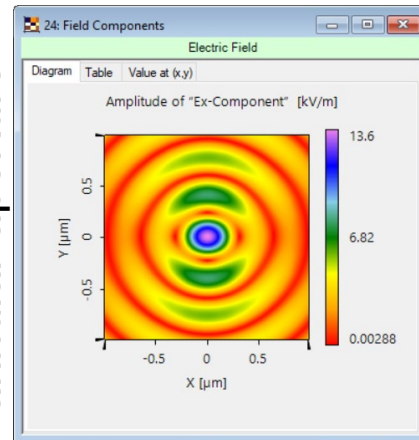 24: Field Components
Electric Field
Diagram Table Value at (x,y)
Amplitude of "Ex-Component" [kV/m]
13.6
6.82
0.00288
Y [µm]
0.5
0
-0.5
-0.5 0 0.5
X [µm]